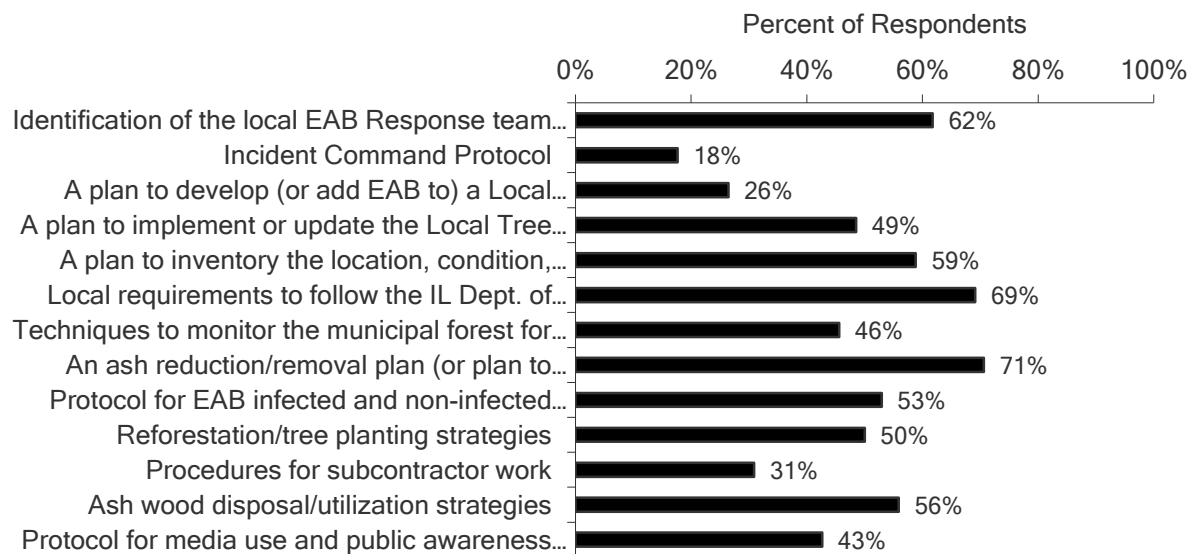 Percent of Respondents
0% 20% 40% 60% 80% 100%
Identification of the local EAB Response team... 62%
Incident Command Protocol 18%
A plan to develop (or add EAB to) a Local... 26%
A plan to implement or update the Local Tree... 49%
A plan to inventory the location, condition,... 59%
Local requirements to follow the IL Dept. of... 69%
Techniques to monitor the municipal forest for... 46%
An ash reduction/removal plan (or plan to... 71%
Protocol for EAB infected and non-infected... 53%
Reforestation/tree planting strategies 50%
Procedures for subcontractor work 31%
Ash wood disposal/utilization strategies 56%
Protocol for media use and public awareness... 43%